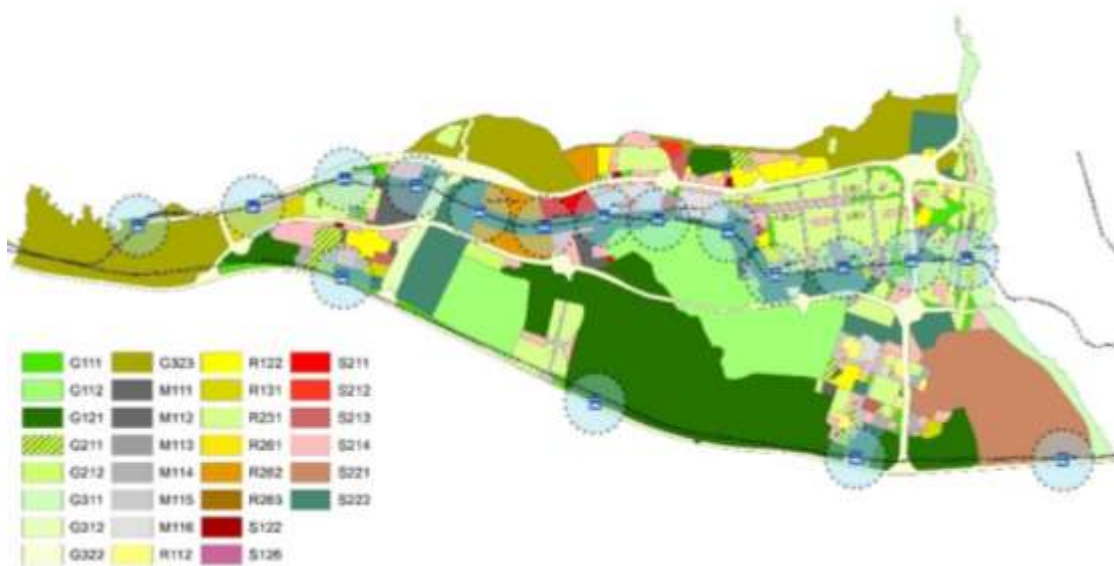 G111 G323 R122 S211
G112 M111 R131 S212
G121 M112 R231 S213
G211 M113 R261 S214
G212 M114 R262 S221
G311 M115 R263 S223
G312 M116 S122
G322 R112 S126